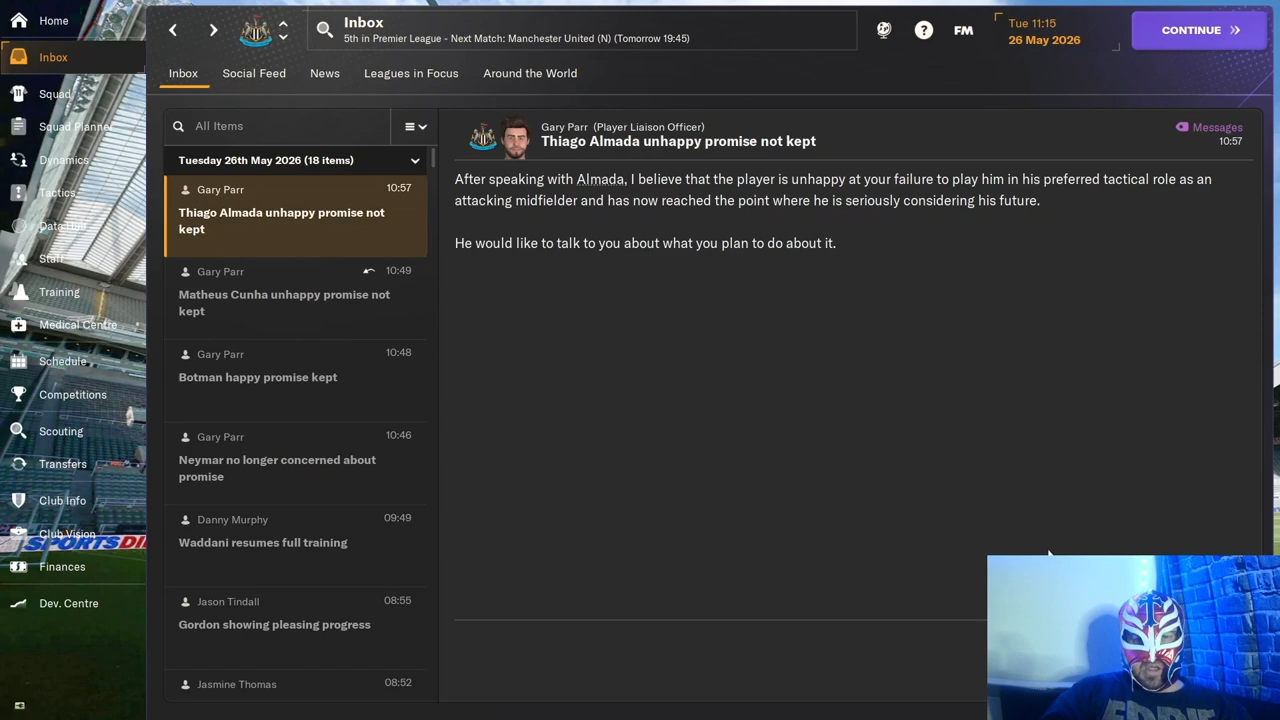 Home
Inbox
Squad
Squad Planner
Dynamics
Tactics
Data Hub
Staff
Training
Medical Centre
Schedule
Competitions
Scouting
Transfers
Club Info
Club Vision
SPORTS DI
Finances
Dev. Centre
Inbox
5th in Premier League - Next Match: Manchester United (N) (Tomorrow 19:45)
?
FM
Tue 11:15
26 May 2026
CONTINUE
Inbox Social Feed News Leagues in Focus Around the World
All Items
Tuesday 26th May 2026 (18 items)
Gary Parr 10:57
Thiago Almada unhappy promise not
kept
Gary Parr 10:49
Matheus Cunha unhappy promise not
kept
Gary Parr 10:48
Botman happy promise kept
Gary Parr 10:46
Neymar no longer concerned about
promise
Danny Murphy 09:49
Waddani resumes full training
Jason Tindall 08:55
Gordon showing pleasing progress
Jasmine Thomas 08:52
Gary Parr (Player Liaison Officer)
Thiago Almada unhappy promise not kept
Messages
10:57
After speaking with Almada, I believe that the player is unhappy at your failure to play him in his preferred tactical role as an
attacking midfielder and has now reached the point where he is seriously considering his future.
He would like to talk to you about what you plan to do about it.
EDDIE